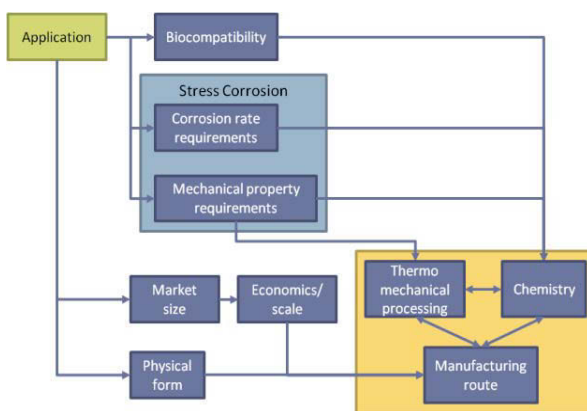 Application
Biocompatibility
Stress Corrosion
Corrosion rate
requirements
Mechanical property
requirements
Thermo
mechanical
processing
Chemistry
Market
size
Economics/
scale
Physical
form
Manufacturing
route